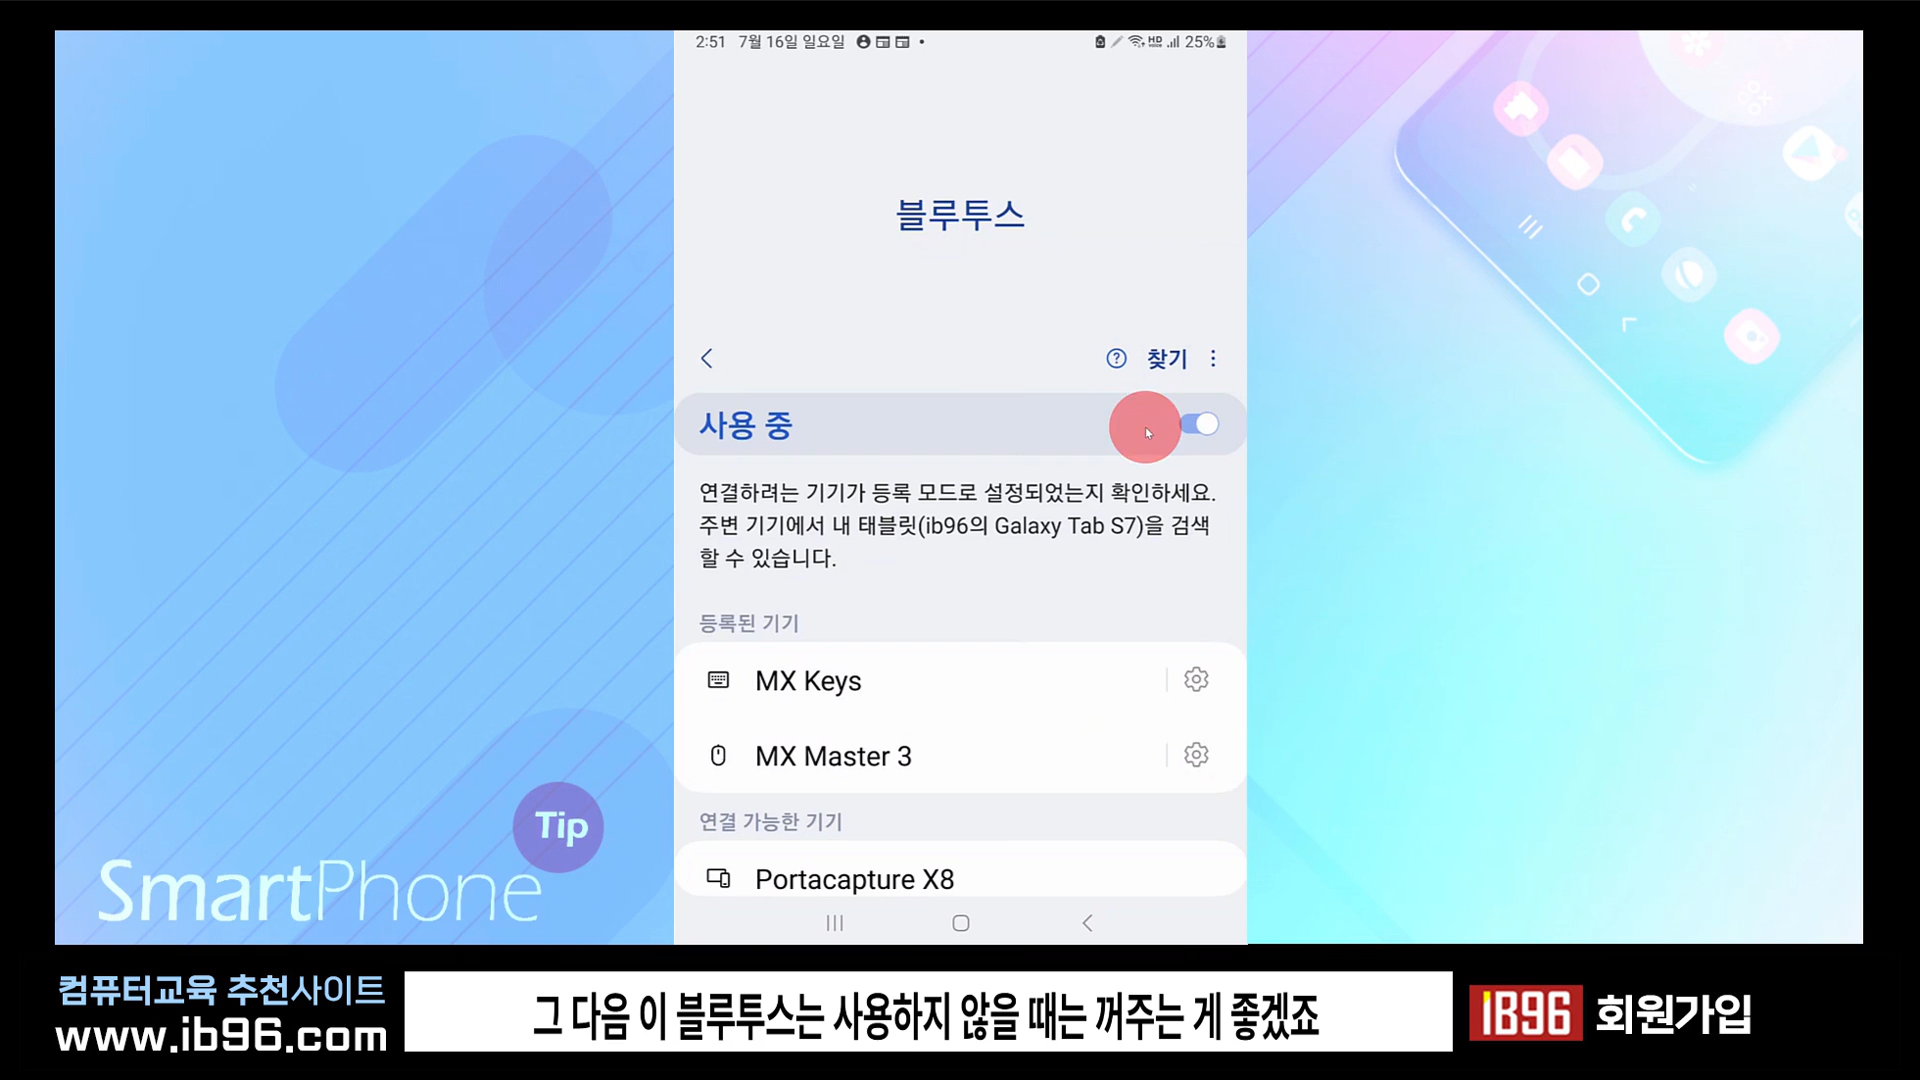 2:51 7월 16일 일요일
25%
블루투스
찾기
사용 중
연결하려는 기기가 등록 모드로 설정되었는지 확인하세요.
주변 기기에서 내 태블릿(ib96의 Galaxy Tab S7)을 검색
할 수 있습니다.
등록된 기기
MX Keys
MX Master 3
연결 가능한 기기
Portacapture X8
Tip
SmartPhone
컴퓨터교육 추천사이트
www.ib96.com
그 다음 이 블루투스는 사용하지 않을 때는 꺼주는 게 좋겠죠
IB96 회원가입